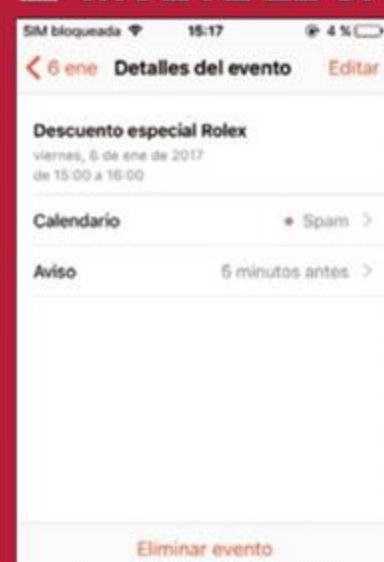 SIM bloqueada 15:17 4 %
6 ene Detalles del evento Editar
Descuento especial Rolex
viernes, 6 de ene de 2017
de 15:00 a 16:00
Calendario Spam
Aviso 5 minutos antes
Eliminar evento